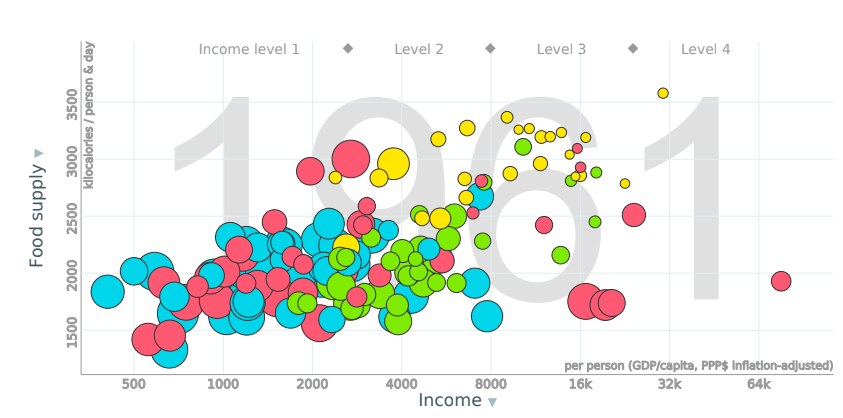 Income level 1 ◆ Level 2 ◆ Level 3 ◆ Level 4
1961
Food supply ▼
kilocalories / person & day
3500
3000
2500
2000
1500
per person (GDP/capita, PPP$ inflation-adjusted)
500 1000 2000 4000 8000 16k 32k 64k
Income ▼